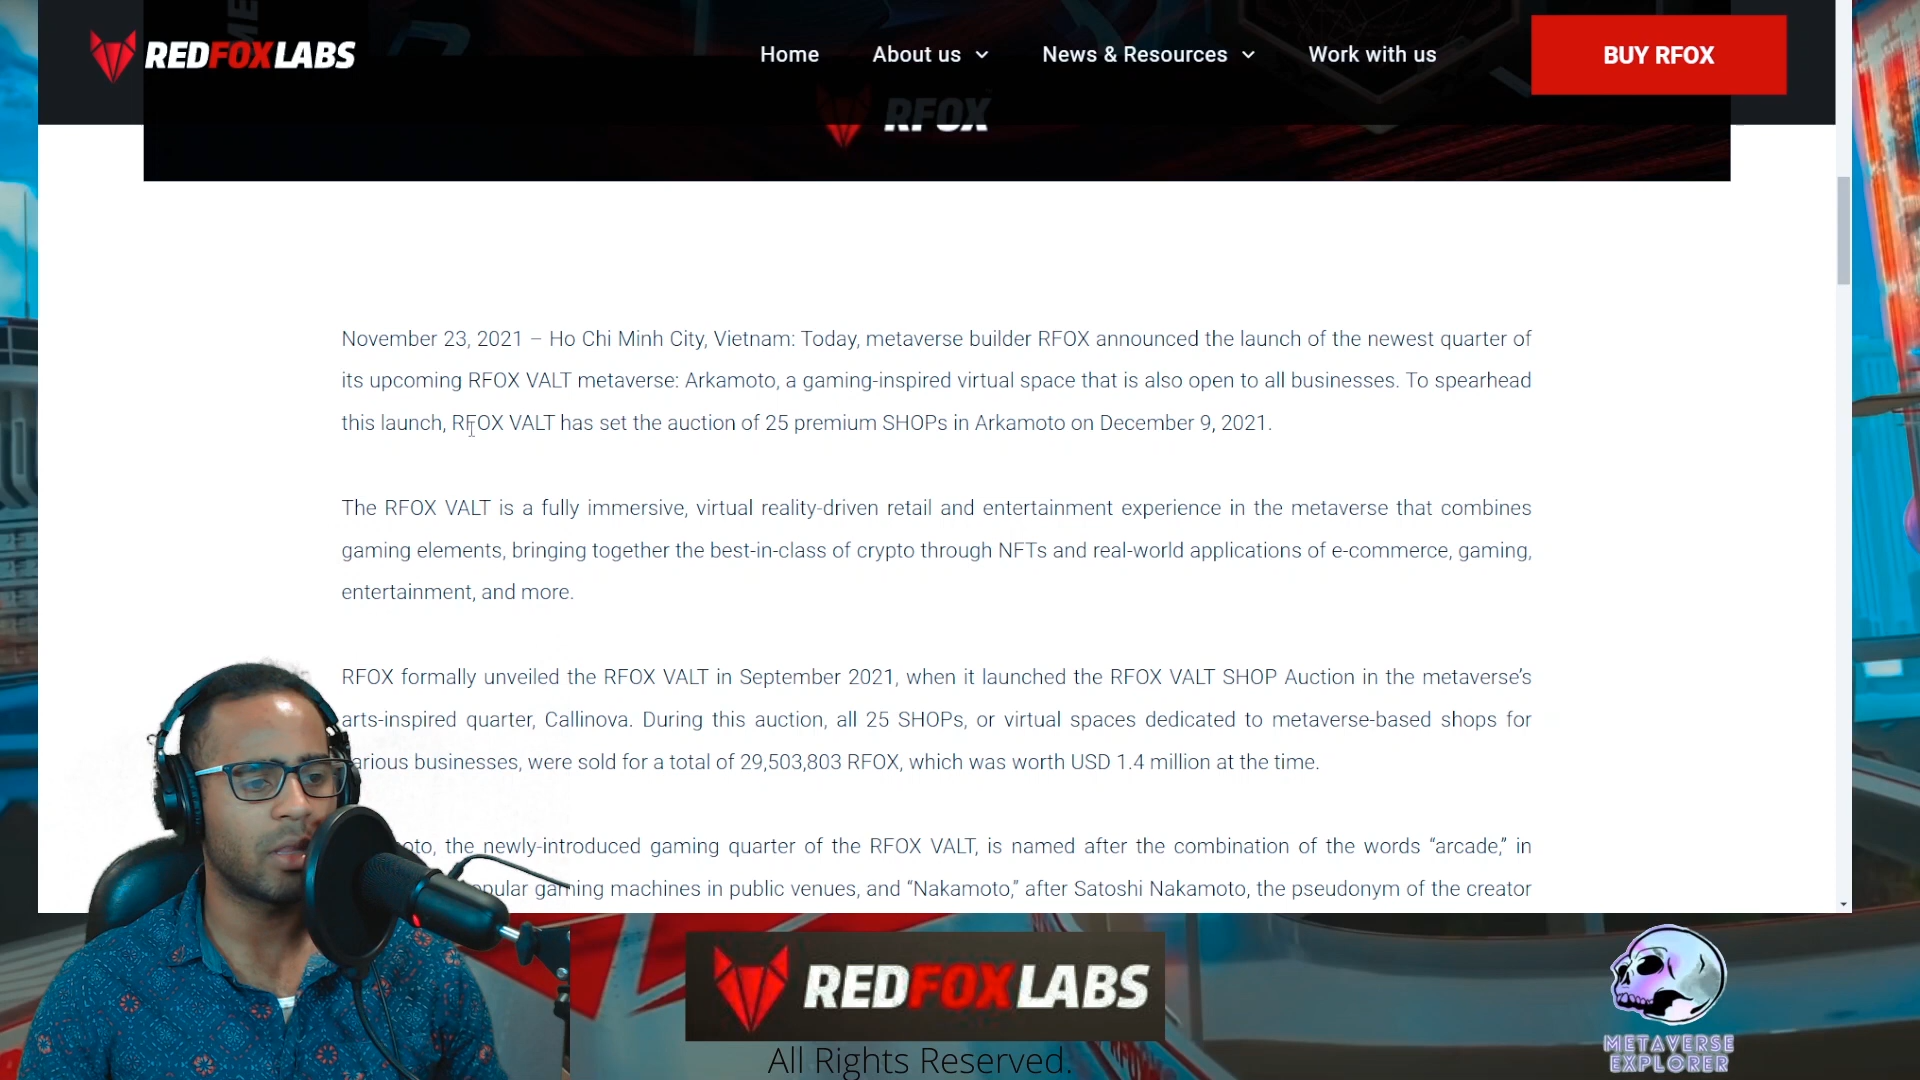 ME
REDFOXLABS
Home
About us
News & Resources
Work with us
BUY RFOX
RFOX
November 23, 2021 – Ho Chi Minh City, Vietnam: Today, metaverse builder RFOX announced the launch of the newest quarter of
its upcoming RFOX VALT metaverse: Arkamoto, a gaming-inspired virtual space that is also open to all businesses. To spearhead
this launch, RFOX VALT has set the auction of 25 premium SHOPs in Arkamoto on December 9, 2021.
The RFOX VALT is a fully immersive, virtual reality-driven retail and entertainment experience in the metaverse that combines
gaming elements, bringing together the best-in-class of crypto through NFTs and real-world applications of e-commerce, gaming,
entertainment, and more.
RFOX formally unveiled the RFOX VALT in September 2021, when it launched the RFOX VALT SHOP Auction in the metaverse’s
arts-inspired quarter, Callinova. During this auction, all 25 SHOPs, or virtual spaces dedicated to metaverse-based shops for
arious businesses, were sold for a total of 29,503,803 RFOX, which was worth USD 1.4 million at the time.
oto, the newly-introduced gaming quarter of the RFOX VALT, is named after the combination of the words “arcade,” in
opular gaming machines in public venues, and “Nakamoto,” after Satoshi Nakamoto, the pseudonym of the creator
REDFOXLABS
All Rights Reserved.
METAVERSE
EXPLORER